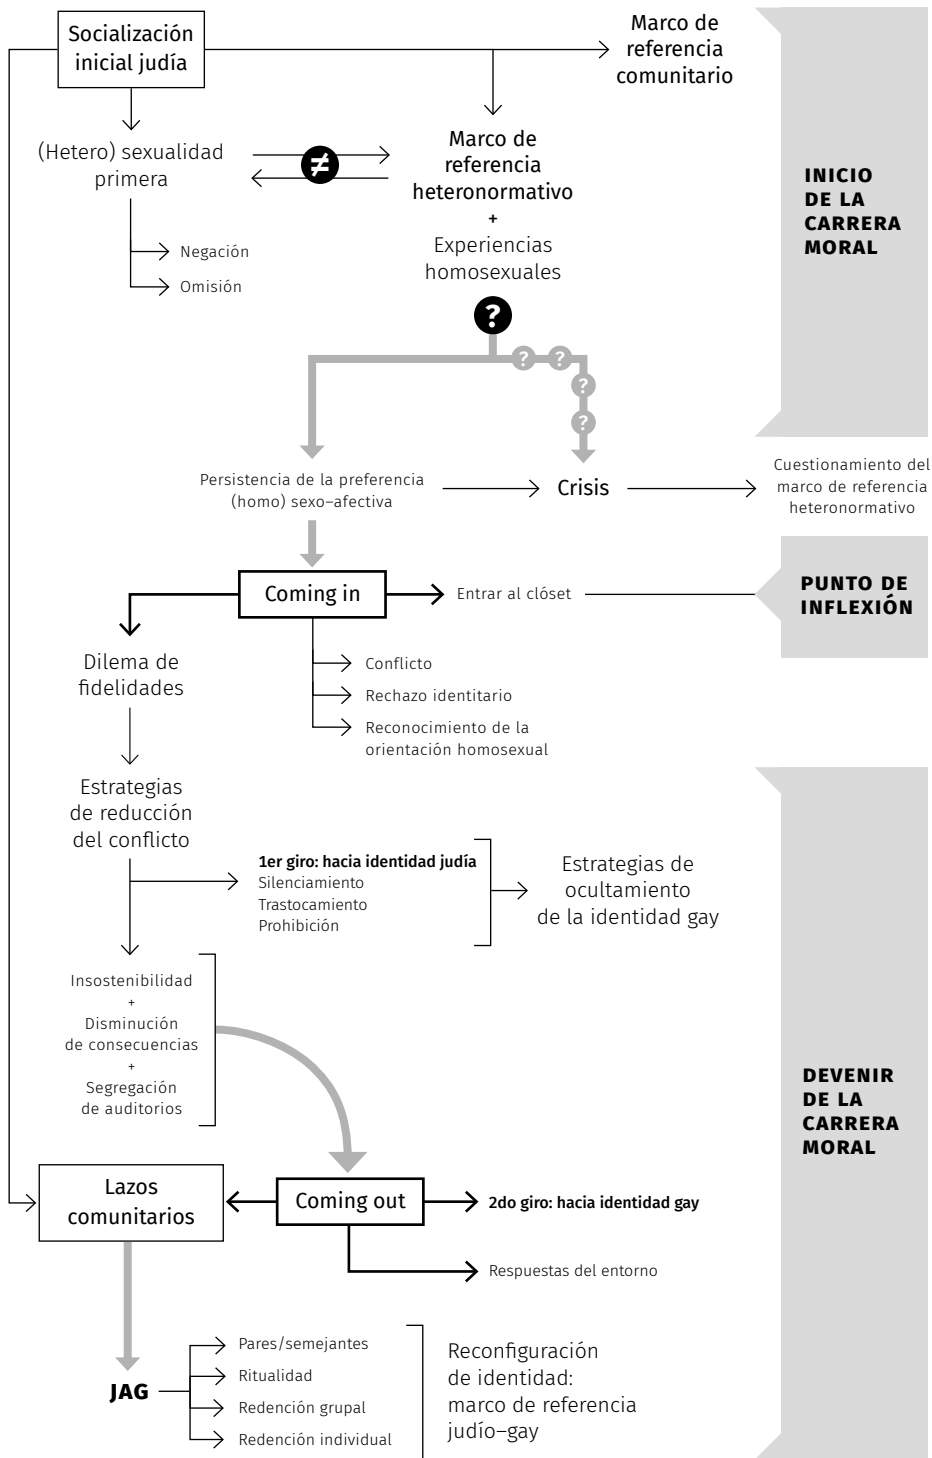 Socialización
inicial judía
Marco de
referencia
comunitario
(Hetero) sexualidad
primera
≠
Marco de
referencia
heteronormativo
+
Experiencias
homosexuales
Negación
Omisión
INICIO
DE LA
CARRERA
MORAL
?
?
?
?
?
Persistencia de la preferencia
(homo) sexo–afectiva
Crisis
Cuestionamiento del
marco de referencia
heteronormativo
Coming in
Entrar al clóset
PUNTO DE
INFLEXIÓN
Dilema de
fidelidades
Conflicto
Rechazo identitario
Reconocimiento de la
orientación homosexual
Estrategias
de reducción
del conflicto
1er giro: hacia identidad judía
Silenciamiento
Trastocamiento
Prohibición
Estrategias de
ocultamiento
de la identidad gay
Insostenibilidad
+
Disminución
de consecuencias
+
Segregación
de auditorios
DEVENIR
DE LA
CARRERA
MORAL
Lazos
comunitarios
Coming out
2do giro: hacia identidad gay
Respuestas del entorno
JAG
Pares/semejantes
Ritualidad
Redención grupal
Redención individual
Reconfiguración
de identidad:
marco de referencia
judío–gay